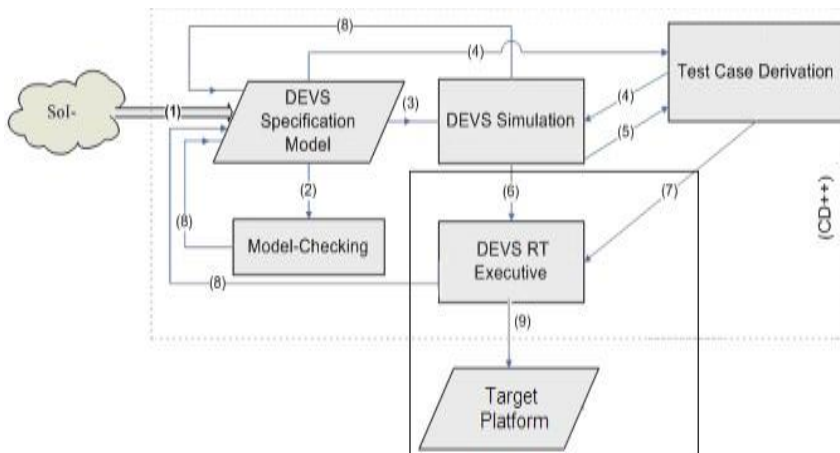 (8)
(4)
Test Case Derivation
SoI-
(1)
DEVS
Specification
Model
(3)
DEVS Simulation
(4)
(5)
(2)
(6)
(7)
(8)
Model-Checking
DEVS RT
Executive
(CD++)
(8)
(9)
Target
Platform